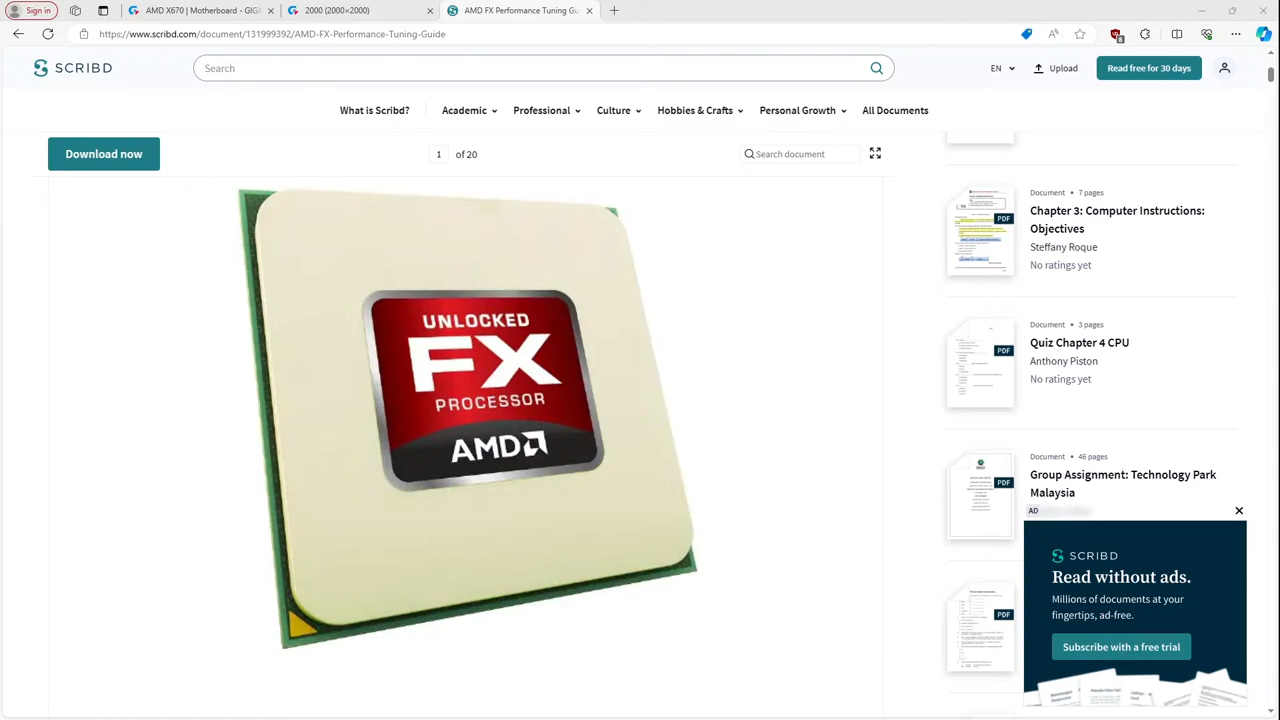 Sign in
AMD X670 | Motherboard - GIG
2000 (2000×2000)
AMD FX Performance Tuning Gu
https://www.scribd.com/document/131999392/AMD-FX-Performance-Tuning-Guide
SCRIBD
Search
EN
Upload
Read free for 30 days
What is Scribd?
Academic
Professional
Culture
Hobbies & Crafts
Personal Growth
All Documents
Download now
1 of 20
Search document
UNLOCKED
FX
PROCESSOR
AMD
PDF
Document • 7 pages
Chapter 3: Computer Instructions:
Objectives
Steffany Roque
No ratings yet
PDF
Document • 3 pages
Quiz Chapter 4 CPU
Anthony Piston
No ratings yet
PDF
Document • 46 pages
Group Assignment: Technology Park
Malaysia
PDF
AD
SCRIBD
Read without ads.
Millions of documents at your
fingertips, ad-free.
Subscribe with a free trial